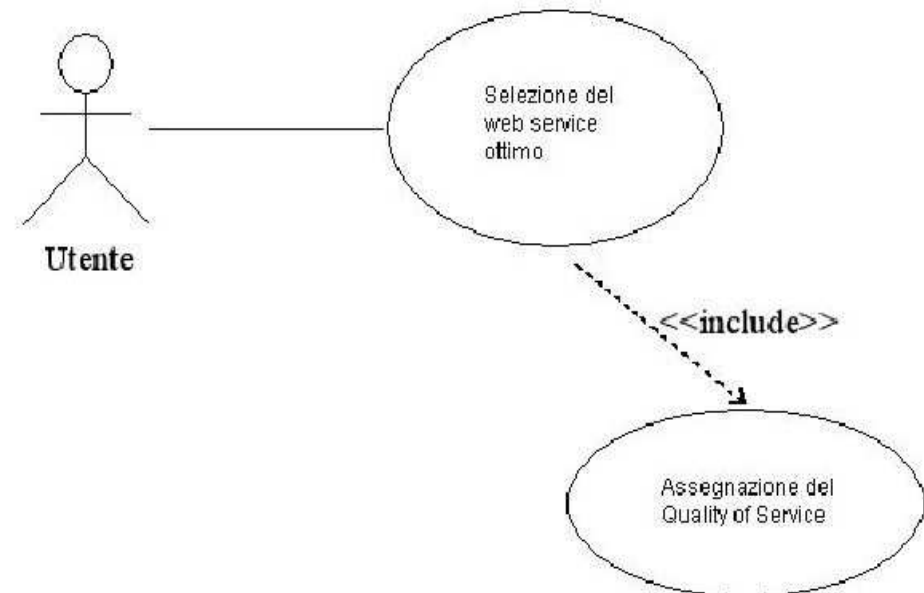 Selezione del
web service
ottimo
Utente
<<include>>
Assegnazione del
Quality of Service